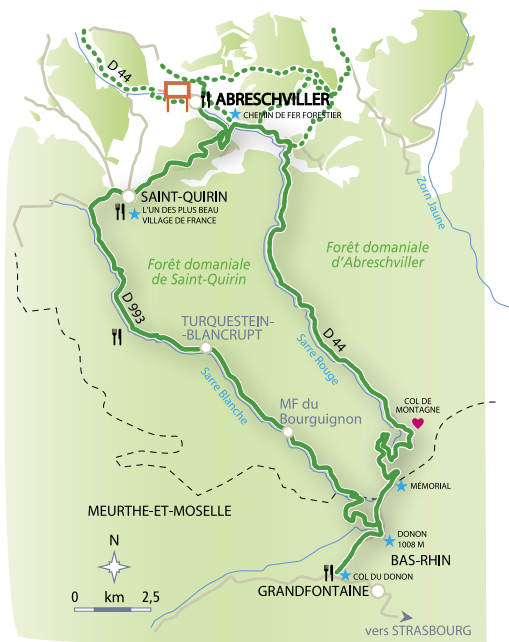 D 44
ABRESCHVILLER
CHEMIN DE FER FORESTIER
Zorn Jaune
SAINT-QUIRIN
L'UN DES PLUS BEAU
VILLAGE DE FRANCE
Forêt domaniale
de Saint-Quirin
Forêt domaniale
d'Abreschviller
D 993
TURQUESTEIN-
-BLANCRUPT
Sarre Rouge
D 44
Sarre Blanche
MF du
Bourguignon
COL DE
MONTAGNE
MÉMORIAL
MEURTHE-ET-MOSELLE
DONON
1008 M
BAS-RHIN
N
COL DU DONON
0 km 2,5
GRANDFONTAINE
vers STRASBOURG